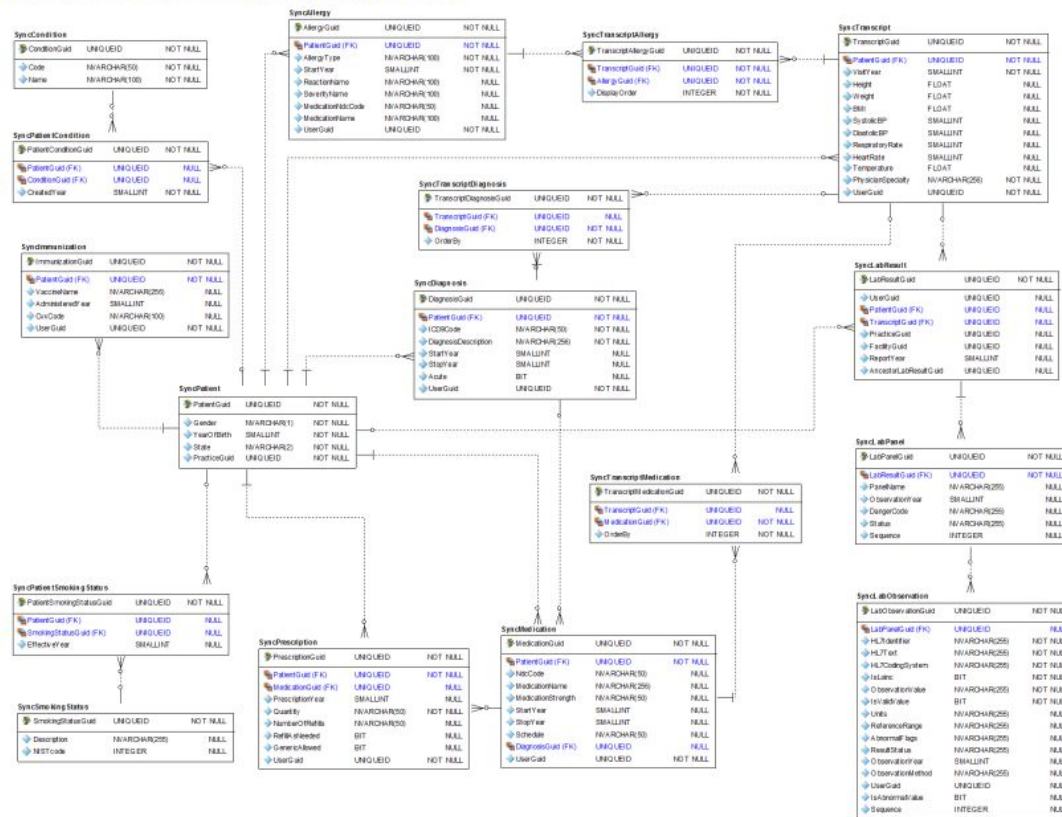 SyncCondition
ConditionGuid UNIQUEID NOT NULL
Code NVARCHAR(50) NOT NULL
Name NVARCHAR(100) NOT NULL
SyncPatientCondition
PatientConditionGuid UNIQUEID NOT NULL
PatientGuid (FK) UNIQUEID NULL
ConditionGuid (FK) UNIQUEID NULL
CreatedYear SMALLINT NOT NULL
SyncImmunization
ImmunizationGuid UNIQUEID NOT NULL
PatientGuid (FK) UNIQUEID NOT NULL
VaccineName NVARCHAR(255) NULL
AdministeredYear SMALLINT NULL
CvxCode NVARCHAR(100) NULL
UserGuid UNIQUEID NOT NULL
SyncAllergy
AllergyGuid UNIQUEID NOT NULL
PatientGuid (FK) UNIQUEID NOT NULL
AllergyType NVARCHAR(100) NOT NULL
StartYear SMALLINT NOT NULL
ReactionName NVARCHAR(100) NULL
SeverityName NVARCHAR(100) NULL
MedicationNdcCode NVARCHAR(50) NULL
MedicationName NVARCHAR(100) NULL
UserGuid UNIQUEID NOT NULL
SyncTranscriptAllergy
TranscriptAllergyGuid UNIQUEID NOT NULL
TranscriptGuid (FK) UNIQUEID NOT NULL
AllergyGuid (FK) UNIQUEID NOT NULL
DisplayOrder INTEGER NOT NULL
SyncTranscript
TranscriptGuid UNIQUEID NOT NULL
PatientGuid (FK) UNIQUEID NOT NULL
VisitYear SMALLINT NOT NULL
Height FLOAT NULL
Weight FLOAT NULL
BMI FLOAT NULL
SystolicBP SMALLINT NULL
DiastolicBP SMALLINT NULL
RespiratoryRate SMALLINT NULL
HeartRate SMALLINT NULL
Temperature FLOAT NULL
PhysicianSpecialty NVARCHAR(256) NOT NULL
UserGuid UNIQUEID NOT NULL
SyncTranscriptDiagnosis
TranscriptDiagnosisGuid UNIQUEID NOT NULL
TranscriptGuid (FK) UNIQUEID NULL
DiagnosisGuid (FK) UNIQUEID NOT NULL
OrderBy INTEGER NOT NULL
SyncDiagnosis
DiagnosisGuid UNIQUEID NOT NULL
PatientGuid (FK) UNIQUEID NOT NULL
ICD9Code NVARCHAR(50) NOT NULL
DiagnosisDescription NVARCHAR(256) NOT NULL
StartYear SMALLINT NULL
StopYear SMALLINT NULL
Acute BIT NULL
UserGuid UNIQUEID NOT NULL
SyncLabResult
LabResultGuid UNIQUEID NOT NULL
UserGuid UNIQUEID NULL
PatientGuid (FK) UNIQUEID NULL
TranscriptGuid (FK) UNIQUEID NULL
PracticeGuid UNIQUEID NULL
FacilityGuid UNIQUEID NULL
ReportYear SMALLINT NULL
AncestorLabResultGuid UNIQUEID NULL
SyncPatient
PatientGuid UNIQUEID NOT NULL
Gender NVARCHAR(1) NOT NULL
YearOfBirth SMALLINT NOT NULL
State NVARCHAR(2) NOT NULL
PracticeGuid UNIQUEID NOT NULL
SyncLabPanel
LabPanelGuid UNIQUEID NOT NULL
LabResultGuid (FK) UNIQUEID NOT NULL
PanelName NVARCHAR(255) NULL
ObservationYear SMALLINT NULL
DangerCode NVARCHAR(255) NULL
Status NVARCHAR(255) NULL
Sequence INTEGER NULL
SyncTranscriptMedication
TranscriptMedicationGuid UNIQUEID NOT NULL
TranscriptGuid (FK) UNIQUEID NULL
MedicationGuid (FK) UNIQUEID NOT NULL
OrderBy INTEGER NOT NULL
SyncPatientSmokingStatus
PatientSmokingStatusGuid UNIQUEID NOT NULL
PatientGuid (FK) UNIQUEID NULL
SmokingStatusGuid (FK) UNIQUEID NULL
EffectiveYear SMALLINT NULL
SyncSmokingStatus
SmokingStatusGuid UNIQUEID NOT NULL
Description NVARCHAR(255) NULL
NISTcode INTEGER NULL
SyncPrescription
PrescriptionGuid UNIQUEID NOT NULL
PatientGuid (FK) UNIQUEID NOT NULL
MedicationGuid (FK) UNIQUEID NULL
PrescriptionYear SMALLINT NULL
Quantity NVARCHAR(50) NOT NULL
NumberOfRefills NVARCHAR(50) NULL
RefillAsNeeded BIT NULL
GenericAllowed BIT NULL
UserGuid UNIQUEID NOT NULL
SyncMedication
MedicationGuid UNIQUEID NOT NULL
PatientGuid (FK) UNIQUEID NOT NULL
NdcCode NVARCHAR(50) NULL
MedicationName NVARCHAR(256) NULL
MedicationStrength NVARCHAR(50) NULL
StartYear SMALLINT NULL
StopYear SMALLINT NULL
Schedule NVARCHAR(50) NULL
DiagnosisGuid (FK) UNIQUEID NULL
UserGuid UNIQUEID NOT NULL
SyncLabObservation
LabObservationGuid UNIQUEID NOT NULL
LabPanelGuid (FK) UNIQUEID NULL
HL7Identifier NVARCHAR(255) NOT NULL
HL7Text NVARCHAR(255) NOT NULL
HL7CodingSystem NVARCHAR(255) NOT NULL
IsLoinc BIT NOT NULL
ObservationValue NVARCHAR(255) NOT NULL
IsValidValue BIT NOT NULL
Units NVARCHAR(255) NULL
ReferenceRange NVARCHAR(255) NULL
AbnormalFlags NVARCHAR(255) NULL
ResultStatus NVARCHAR(255) NULL
ObservationYear SMALLINT NULL
ObservationMethod NVARCHAR(255) NULL
UserGuid UNIQUEID NULL
IsAbnormalValue BIT NULL
Sequence INTEGER NULL